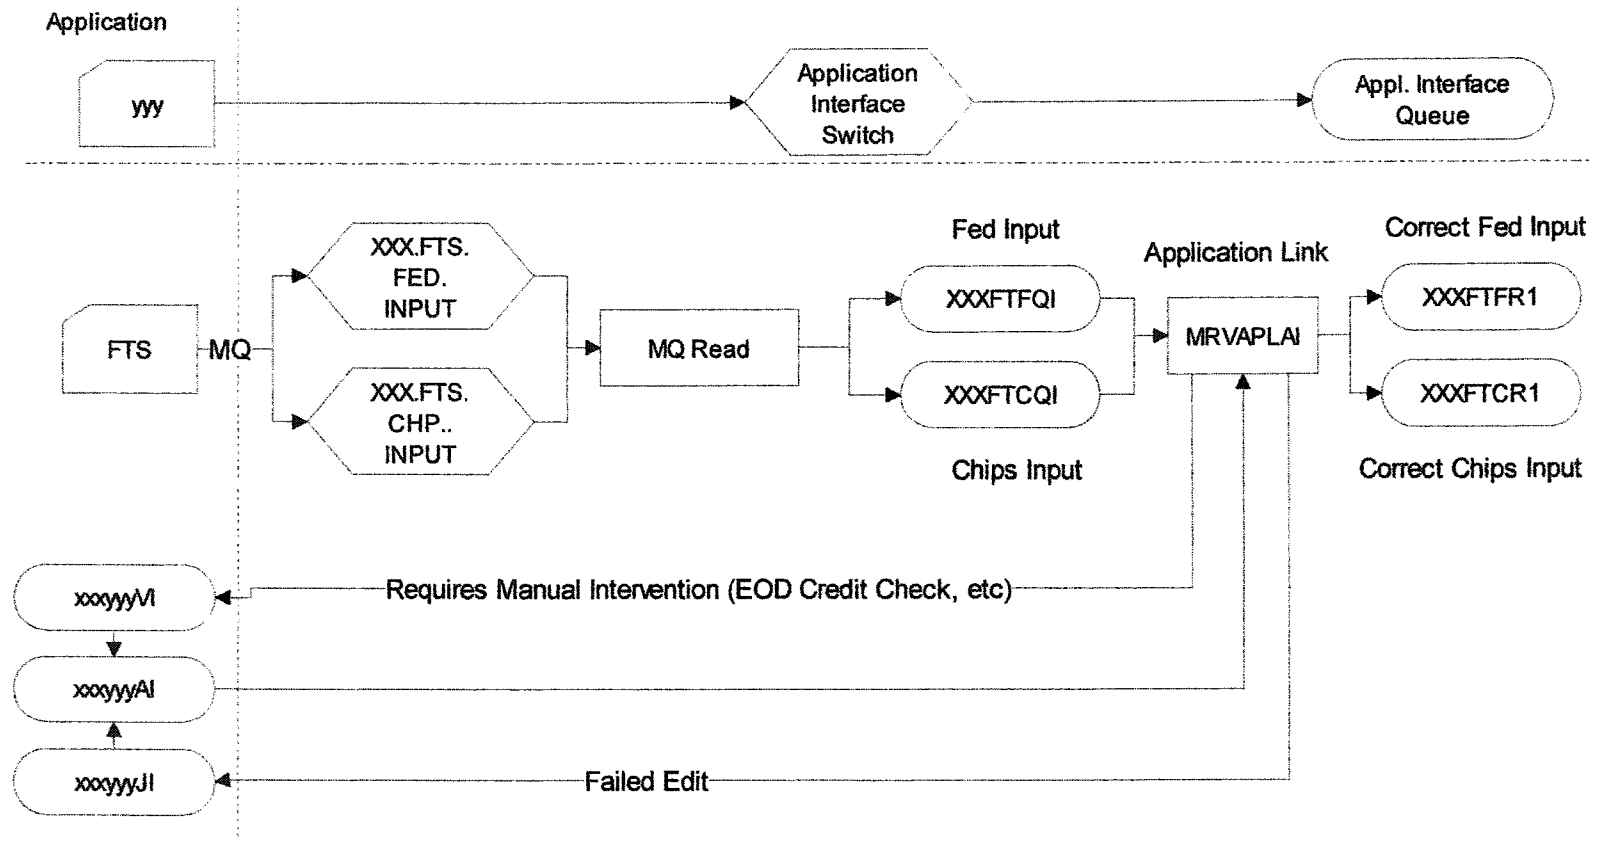 Application
yyy
Application
Interface
Switch
Appl. Interface
Queue
FTS
MQ
XXX.FTS.
FED.
INPUT
XXX.FTS.
CHP..
INPUT
MQ Read
Fed Input
XXXFTFQI
XXXFTCQI
Chips Input
Application Link
MRVAPLAI
Correct Fed Input
XXXFTFR1
XXXFTCR1
Correct Chips Input
xxxyyyVI
Requires Manual Intervention (EOD Credit Check, etc)
xxxyyyAI
xxxyyyJI
Failed Edit